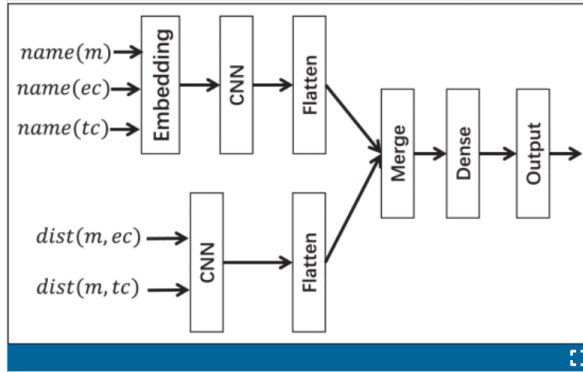 name(m)
name(ec)
name(tc)
Embedding
CNN
Flatten
dist(m, ec)
dist(m, tc)
CNN
Flatten
Merge
Dense
Output